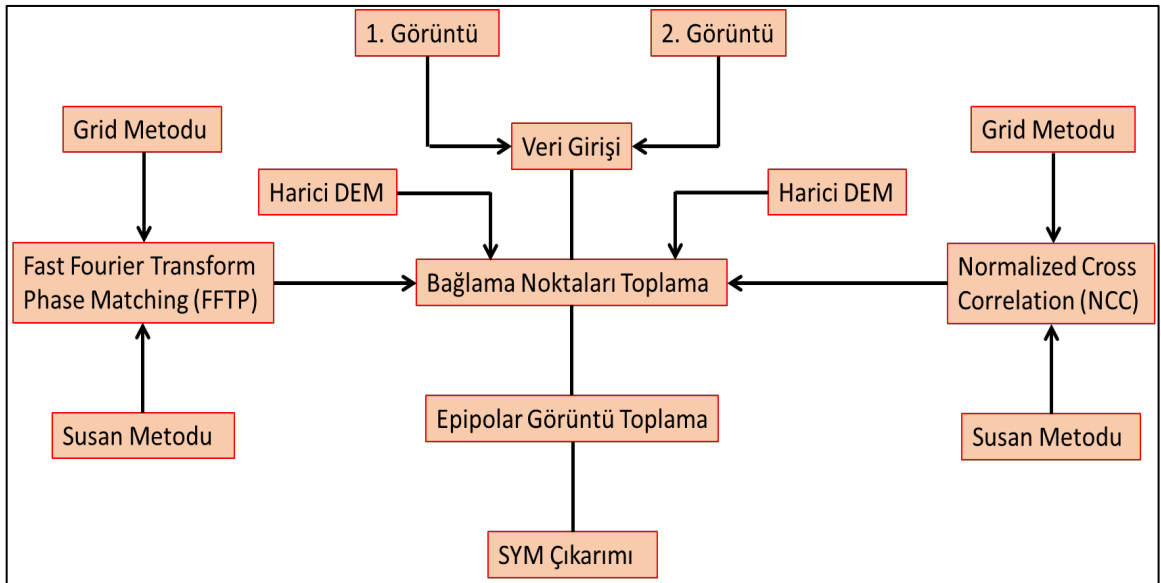 1. Görüntü
2. Görüntü
Grid Metodu
Veri Girişi
Grid Metodu
Harici DEM
Harici DEM
Fast Fourier Transform
Phase Matching (FFTP)
Bağlama Noktaları Toplama
Normalized Cross
Correlation (NCC)
Susan Metodu
Epipolar Görüntü Toplama
Susan Metodu
SYM Çıkarımı